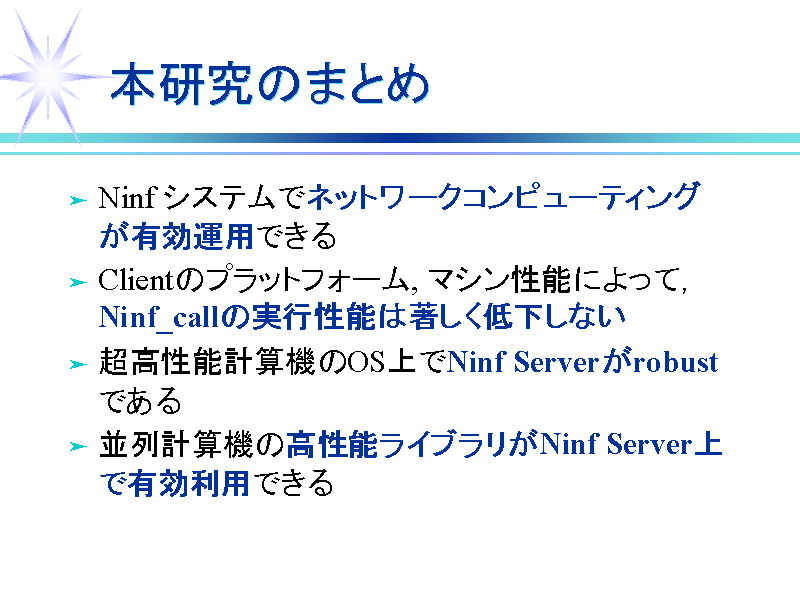 本研究のまとめ
➢ Ninf システムでネットワークコンピューティング
が有効運用できる
➢ Clientのプラットフォーム, マシン性能によって,
Ninf_callの実行性能は著しく低下しない
➢ 超高性能計算機のOS上でNinf Serverがrobust
である
➢ 並列計算機の高性能ライブラリがNinf Server上
で有効利用できる